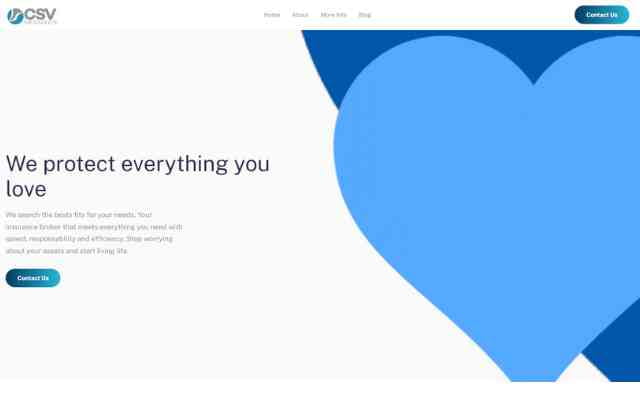 CSV
Home About More Info Blog
Contact Us
We protect everything you
love
We search the bests fits for your needs. Your
insurance broker that meets everything you need with
speed, responsability and efficiency. Stop worrying
about your assets and start living life.
Contact Us